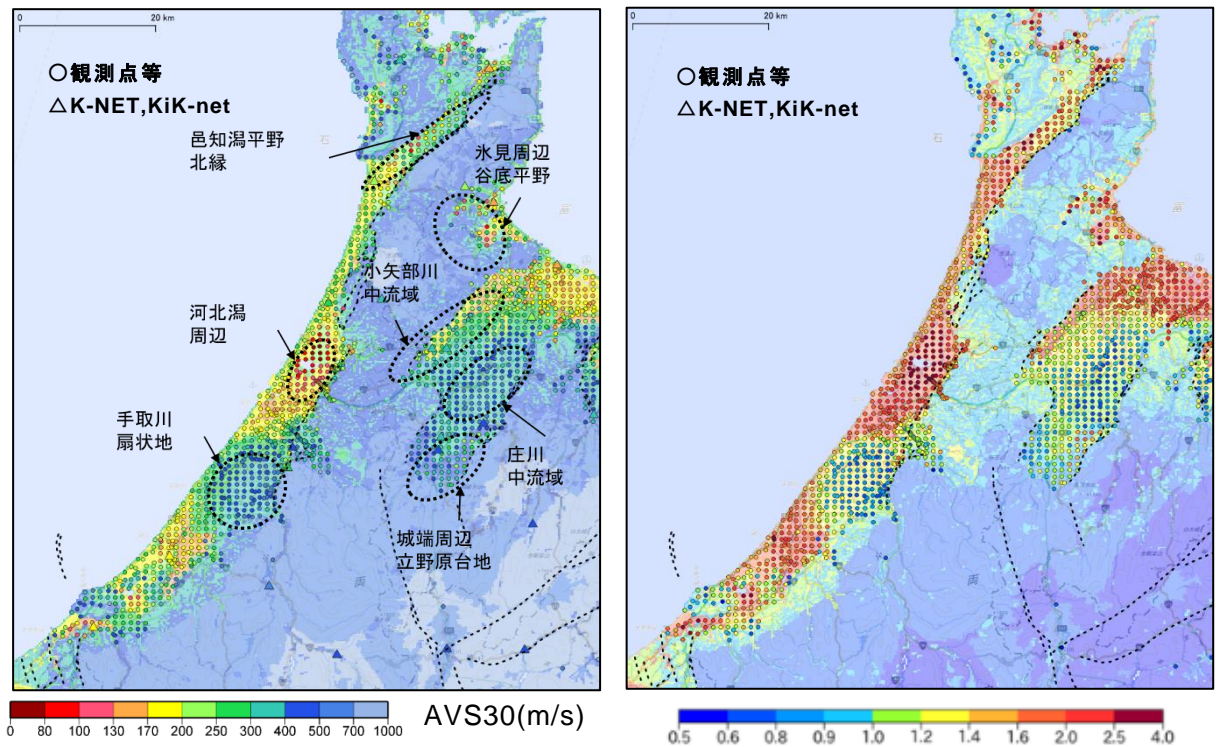 0 20 km
○観測点等
△K-NET,KiK-net
邑知潟平野
北縁
氷見周辺
谷底平野
小矢部川
中流域
河北潟
周辺
手取川
扇状地
庄川
中流域
城端周辺
立野原台地
0 80 100 130 170 200 250 300 400 500 700 1000
AVS30(m/s)
0 20 km
○観測点等
△K-NET,KiK-net
0.5 0.6 0.8 0.9 1.0 1.2 1.4 1.6 2.0 2.5 4.0